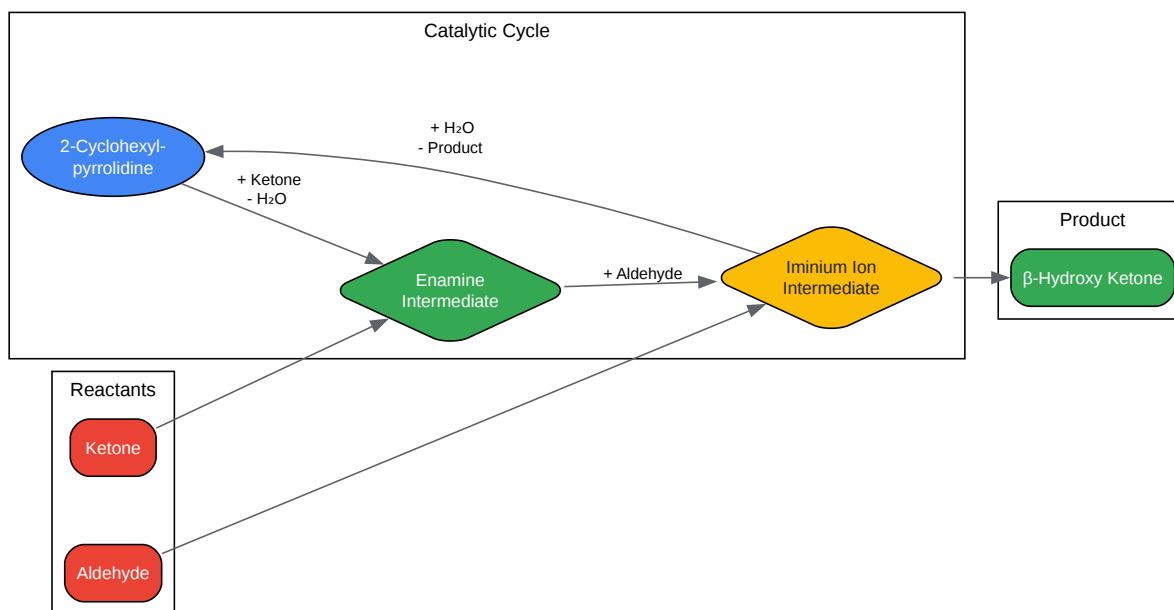 Catalytic Cycle
2-Cyclohexyl-
pyrrolidine
+ H₂O
- Product
+ Ketone
- H₂O
Enamine
Intermediate
+ Aldehyde
Iminium Ion
Intermediate
Product
β-Hydroxy Ketone
Reactants
Ketone
Aldehyde